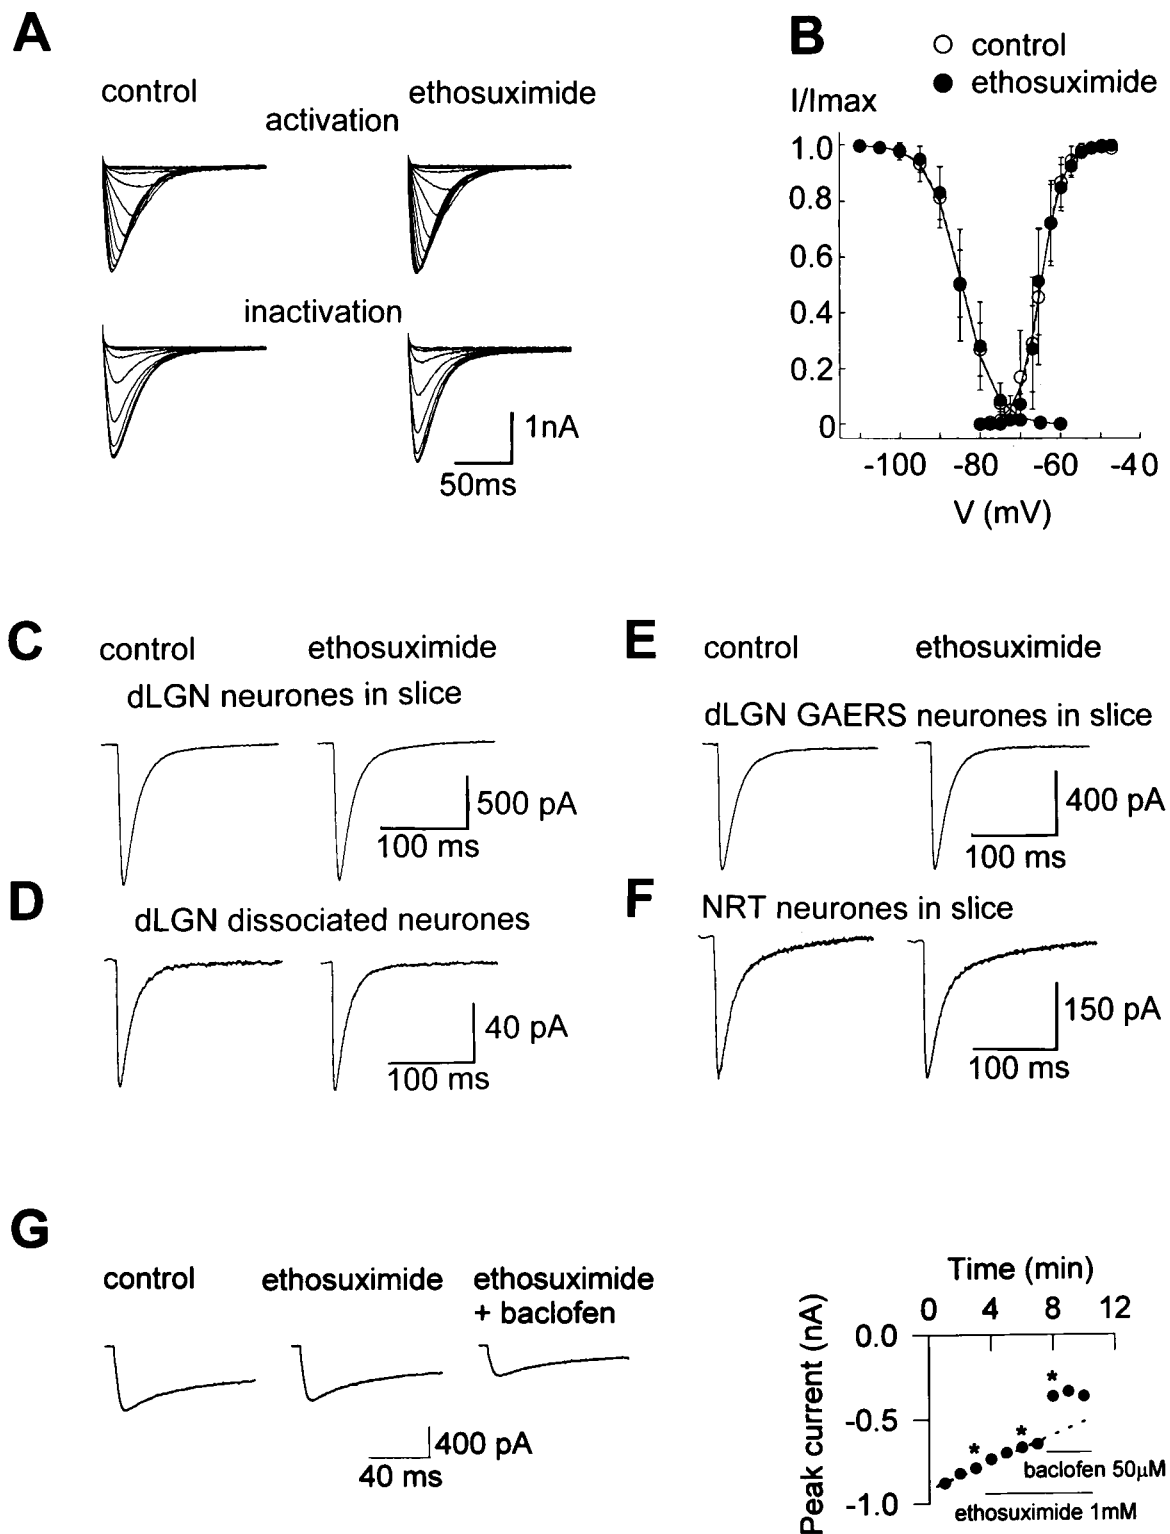 A
control
ethosuximide
activation
inactivation
1nA
50ms
B
control
ethosuximide
I/Imax
1.0
0.8
0.6
0.4
0.2
0
-100 -80 -60 -40
V (mV)
C
control
ethosuximide
dLGN neurones in slice
500 pA
100 ms
D
dLGN dissociated neurones
40 pA
100 ms
E
control
ethosuximide
dLGN GAERS neurones in slice
400 pA
100 ms
F
NRT neurones in slice
150 pA
100 ms
G
control
ethosuximide
ethosuximide
+ baclofen
400 pA
40 ms
Time (min)
0 4 8 12
Peak current (nA)
0.0
-0.5
-1.0
*
*
*
baclofen 50µM
ethosuximide 1mM